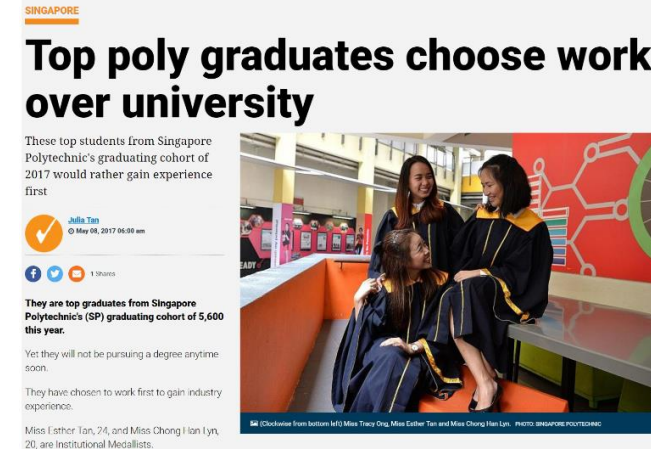 SINGAPORE
Top poly graduates choose work
over university
These top students from Singapore
Polytechnic's graduating cohort of
2017 would rather gain experience
first
Julia Tan
May 08, 2017 06:00 am
1 Shares
They are top graduates from Singapore
Polytechnic's (SP) graduating cohort of 5,600
this year.
Yet they will not be pursuing a degree anytime
soon.
They have chosen to work first to gain industry
experience.
Miss Esther Tan, 24, and Miss Chong Han Lyn,
20, are Institutional Medallists.
EADY
(Clockwise from bottom left) Miss Tracy Ong, Miss Esther Tan and Miss Chong Han Lyn. PHOTO: SINGAPORE POLYTECHNIC